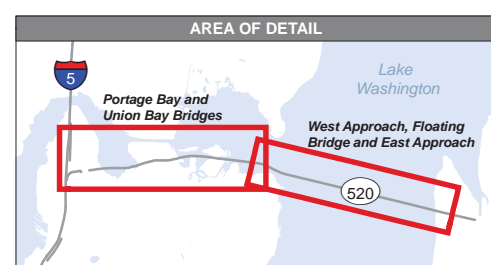 AREA OF DETAIL
5
Lake
Washington
Portage Bay and
Union Bay Bridges
West Approach, Floating
Bridge and East Approach
520